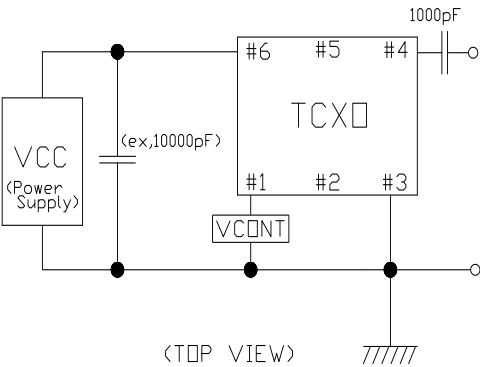 1000pF
#6 #5 #4
TCXO
(ex,10000pF)
VCC
(Power
Supply)
#1 #2 #3
VCONT
(TOP VIEW)